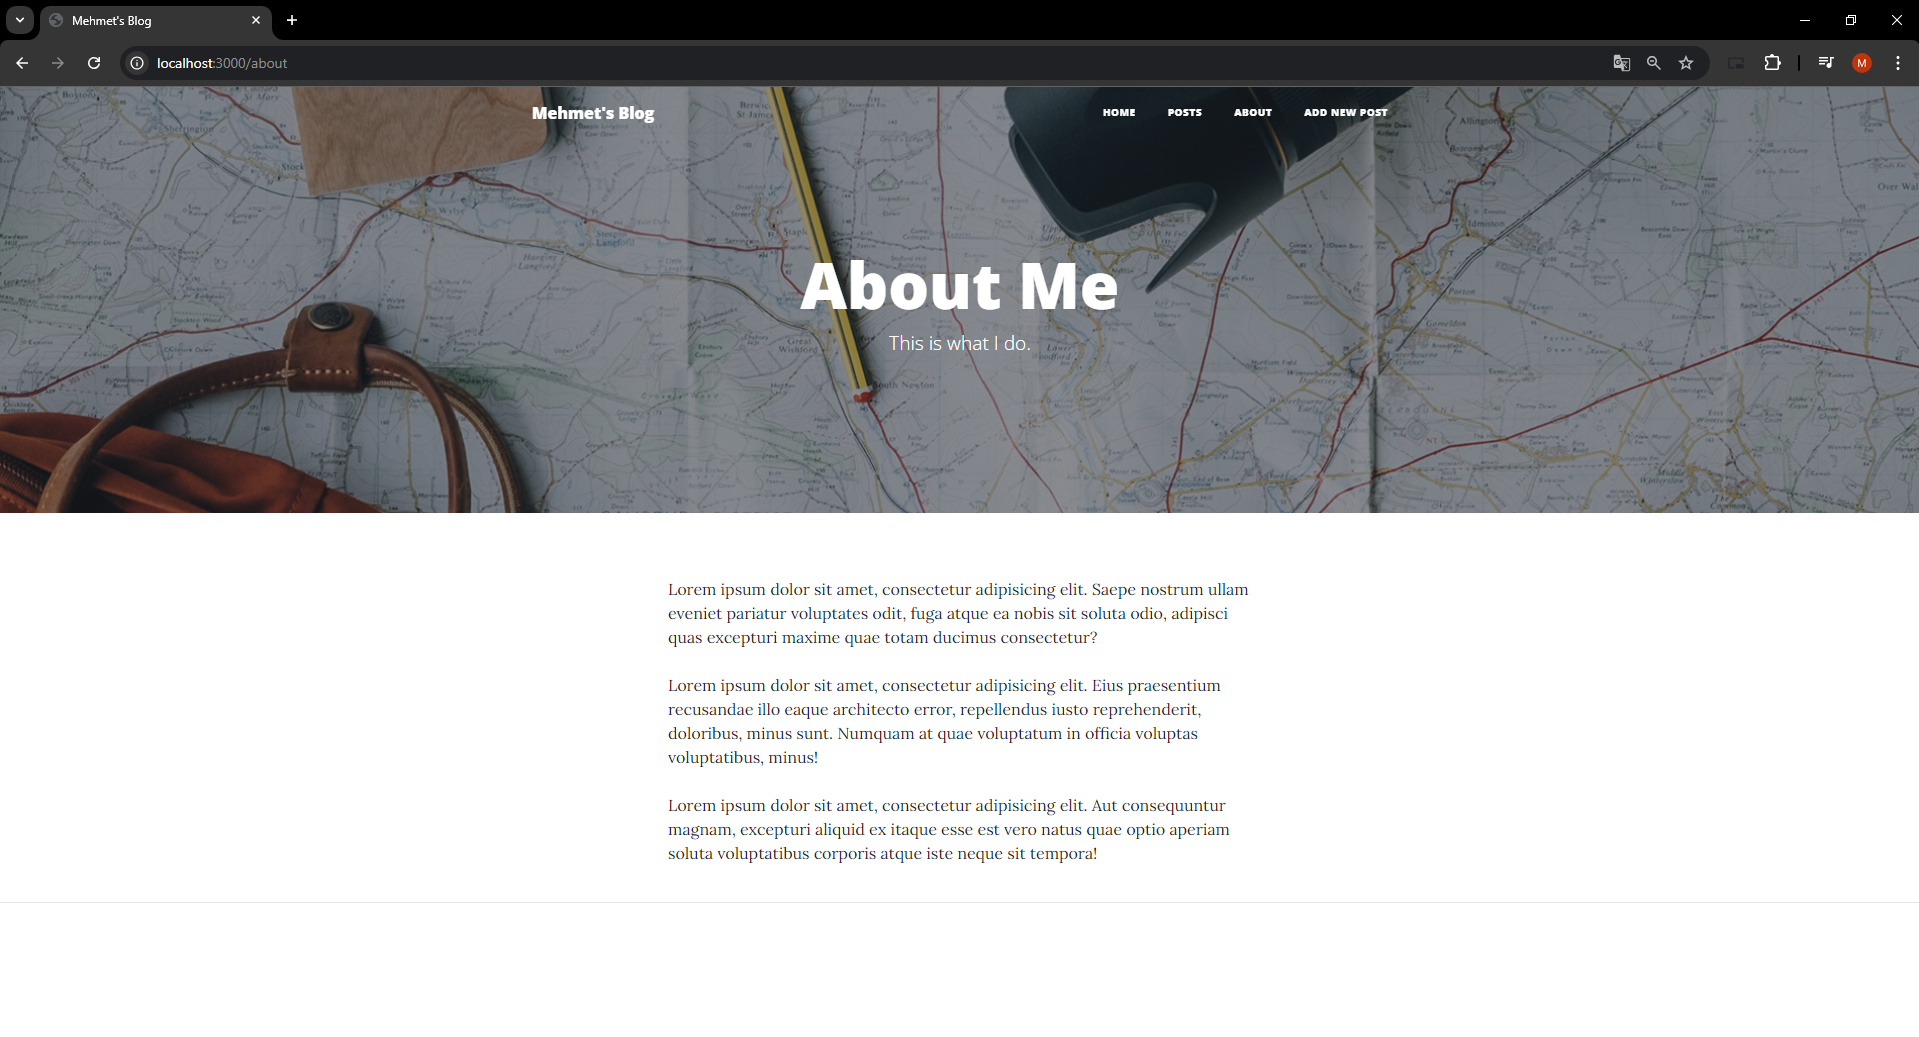 Mehmet's Blog
localhost:3000/about
M
Mehmet's Blog
HOME POSTS ABOUT ADD NEW POST
About Me
This is what I do.
Lorem ipsum dolor sit amet, consectetur adipisicing elit. Saepe nostrum ullam
eveniet pariatur voluptates odit, fuga atque ea nobis sit soluta odio, adipisci
quas excepturi maxime quae totam ducimus consectetur?
Lorem ipsum dolor sit amet, consectetur adipisicing elit. Eius praesentium
recusandae illo eaque architecto error, repellendus iusto reprehenderit,
doloribus, minus sunt. Numquam at quae voluptatum in officia voluptas
voluptatibus, minus!
Lorem ipsum dolor sit amet, consectetur adipisicing elit. Aut consequuntur
magnam, excepturi aliquid ex itaque esse est vero natus quae optio aperiam
soluta voluptatibus corporis atque iste neque sit tempora!